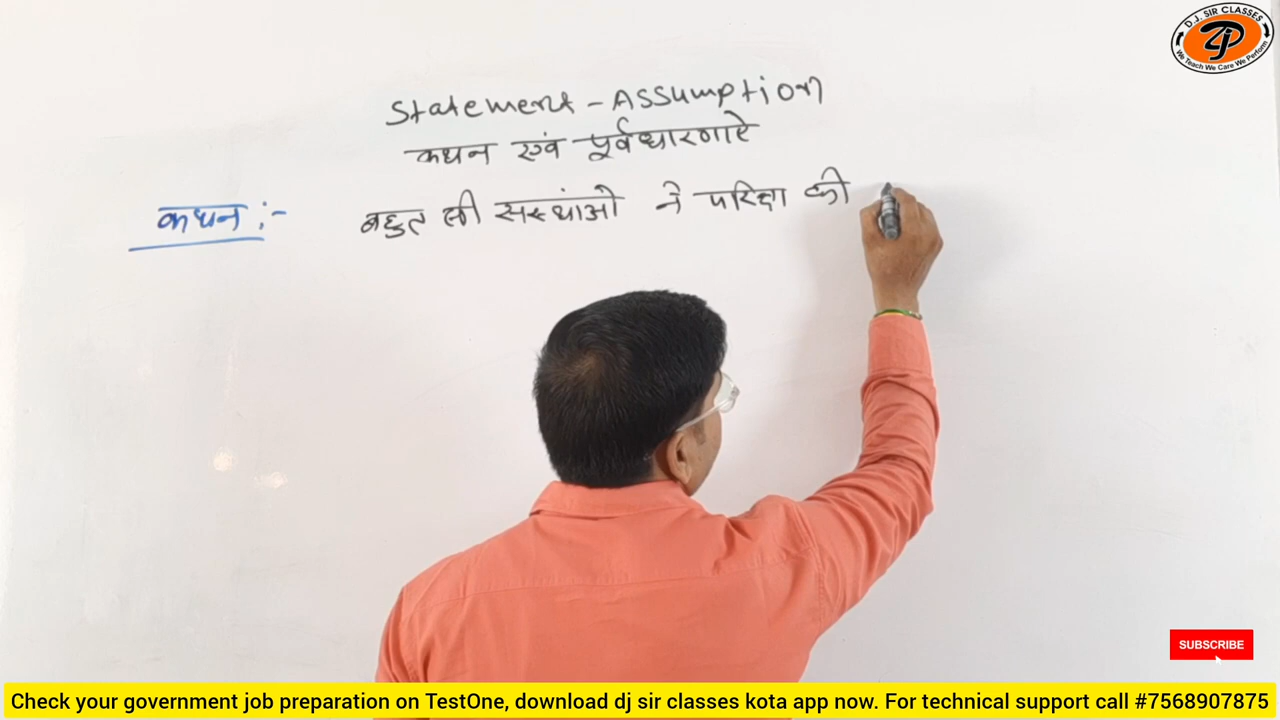 D.J. SIR CLASSES
We Teach We Care We Perform
Statement - Assumption
कथन एवं पूर्वधारणाऐ
कथन :- बहुत सी सस्थांओ ने परिक्षा की
SUBSCRIBE
Check your government job preparation on TestOne, download dj sir classes kota app now. For technical support call #7568907875